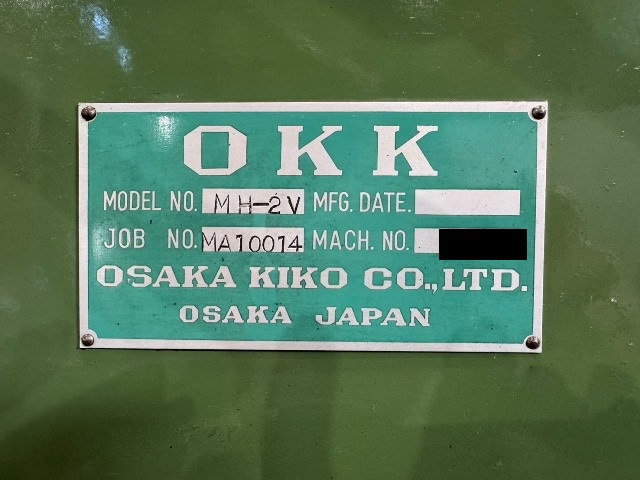 OKK
MODEL NO. MH-2V MFG. DATE.
JOB NO. MA10014 MACH. NO.
OSAKA KIKO CO.,LTD.
OSAKA JAPAN